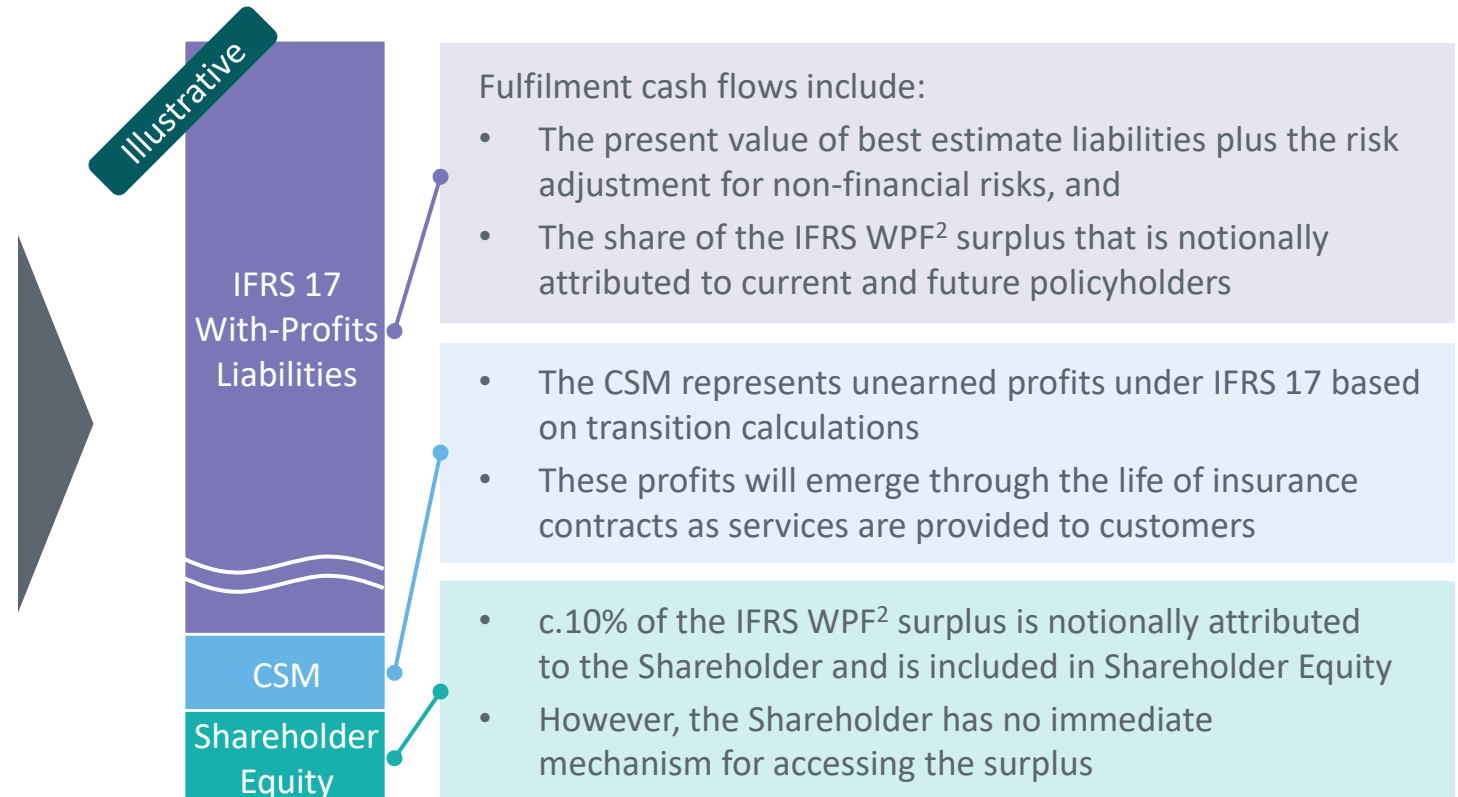 Illustrative
IFRS 17
With-Profits
Liabilities
CSM
Shareholder
Equity
Fulfilment cash flows include:
• The present value of best estimate liabilities plus the risk
adjustment for non-financial risks, and
• The share of the IFRS WPF² surplus that is notionally
attributed to current and future policyholders
• The CSM represents unearned profits under IFRS 17 based
on transition calculations
• These profits will emerge through the life of insurance
contracts as services are provided to customers
• c.10% of the IFRS WPF² surplus is notionally attributed
to the Shareholder and is included in Shareholder Equity
• However, the Shareholder has no immediate
mechanism for accessing the surplus